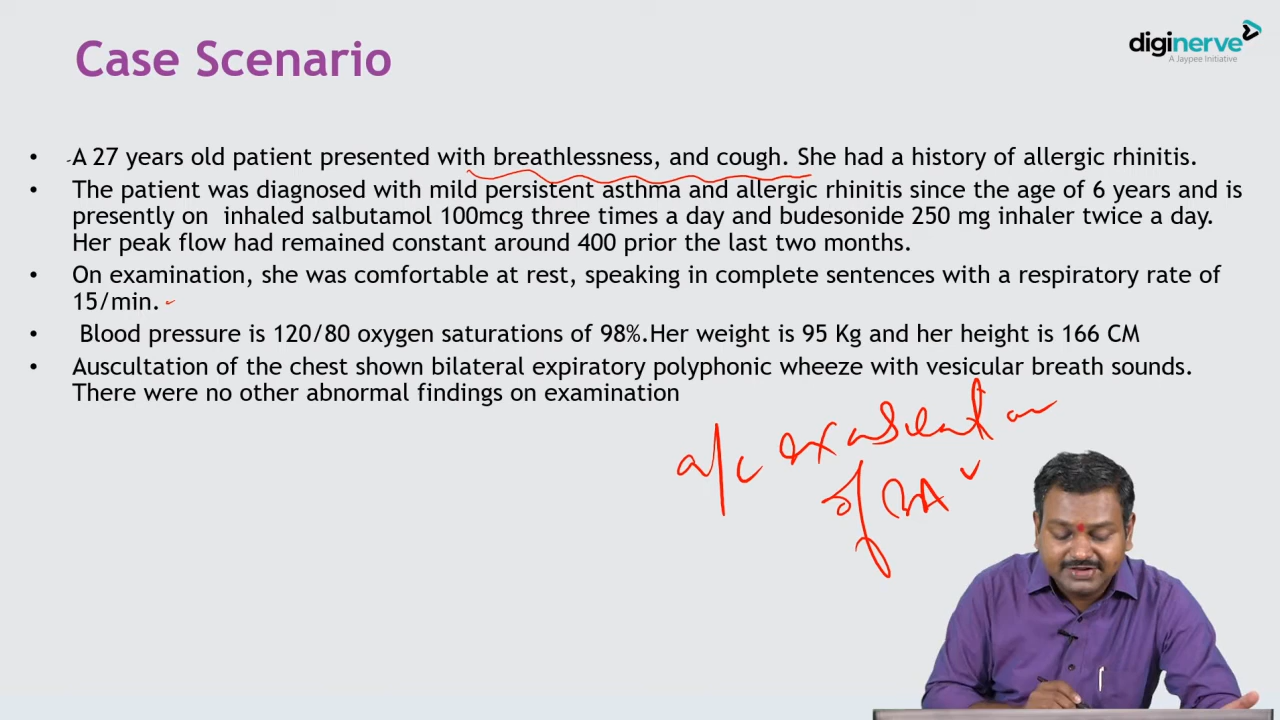 Case Scenario
diginerve
A Jaypee Initiative
• A 27 years old patient presented with breathlessness, and cough. She had a history of allergic rhinitis.
• The patient was diagnosed with mild persistent asthma and allergic rhinitis since the age of 6 years and is
presently on inhaled salbutamol 100mcg three times a day and budesonide 250 mg inhaler twice a day.
Her peak flow had remained constant around 400 prior the last two months.
• On examination, she was comfortable at rest, speaking in complete sentences with a respiratory rate of
15/min.
• Blood pressure is 120/80 oxygen saturations of 98%.Her weight is 95 Kg and her height is 166 CM
• Auscultation of the chest shown bilateral expiratory polyphonic wheeze with vesicular breath sounds.
There were no other abnormal findings on examination
a/c
of BA